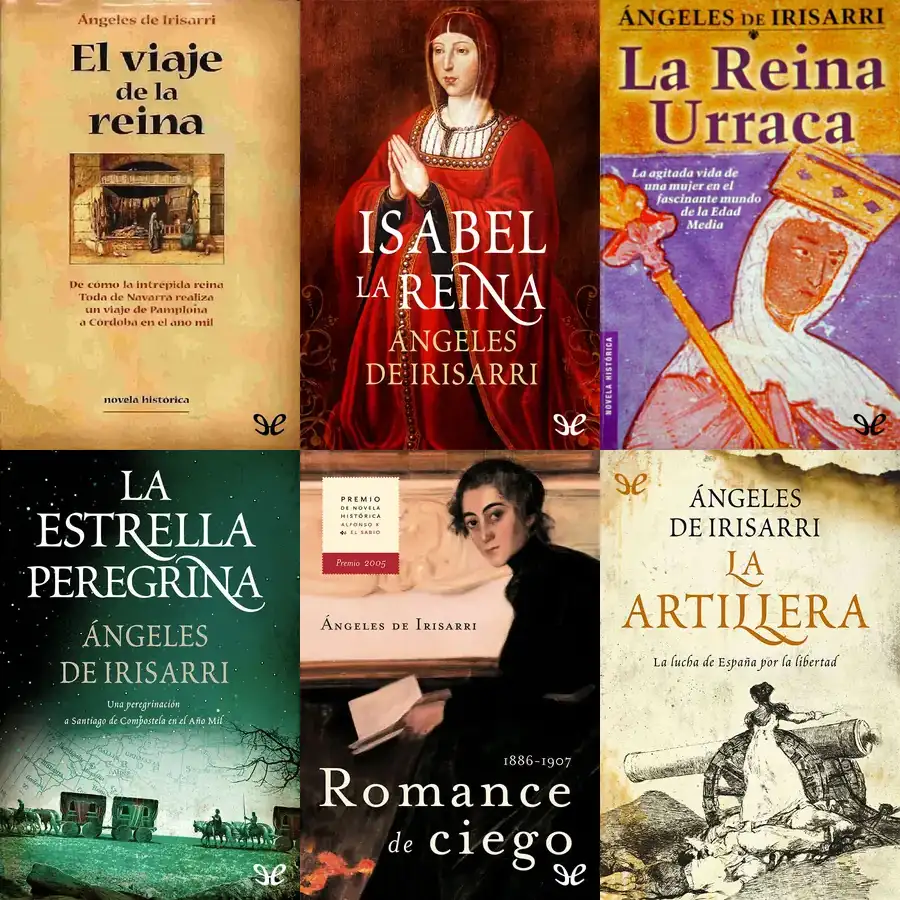 Ángeles de Irisarri
El viaje
de la
reina
De cómo la intrépida reina
Toda de Navarra realiza
un viaje de Pamplona
a Córdoba en el año mil
novela histórica
ISABEL
LA REINA
ÁNGELES
DE IRISARRI
ÁNGELES DE IRISARRI
La Reina
Urraca
La agitada vida de
una mujer en el
fascinante mundo
de la Edad
Media
NOVELA HISTÓRICA
LA
ESTRELLA
PEREGRINA
ÁNGELES
DE IRISARRI
Una peregrinación
a Santiago de Compostela en el Año Mil
PREMIO
DE NOVELA
HISTÓRICA
ALFONSO X
EL SABIO
Premio 2005
ÁNGELES DE IRISARRI
1886-1907
Romance
de ciego
ÁNGELES
DE IRISARRI
LA
ARTILLERA
La lucha de España por la libertad